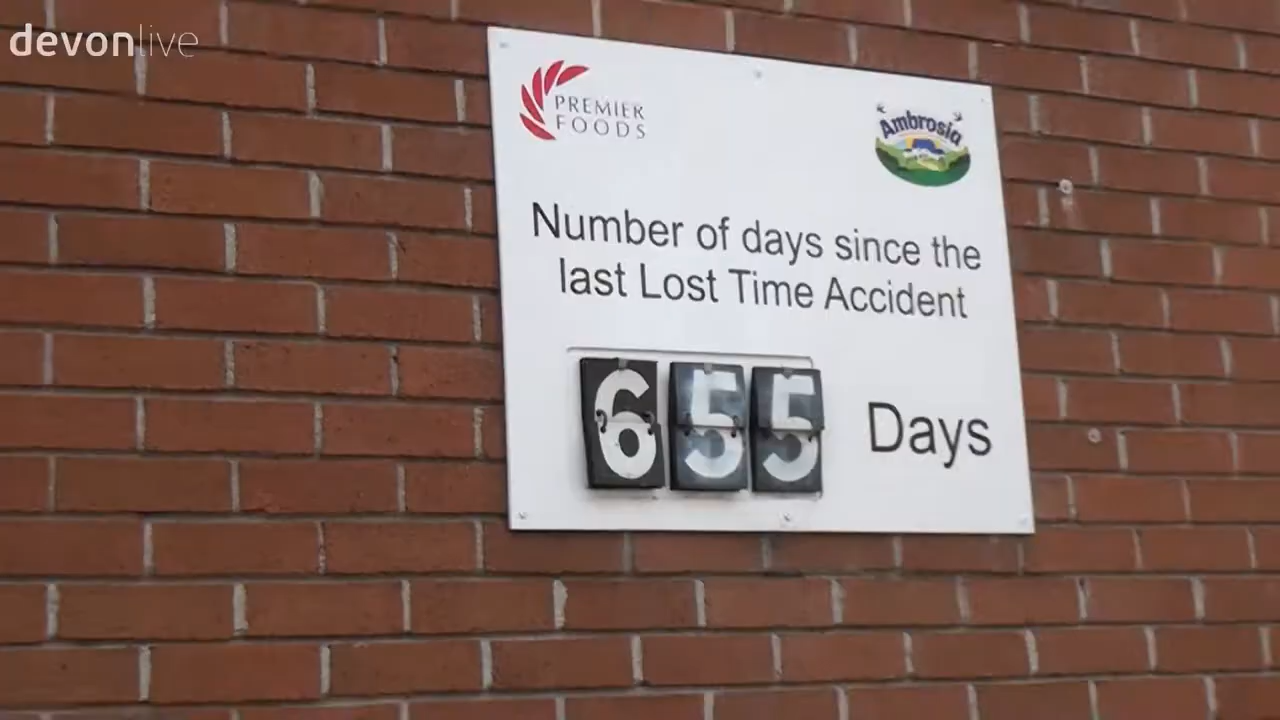 devonlive
PREMIER
FOODS
Ambrosia
Number of days since the
last Lost Time Accident
655 Days